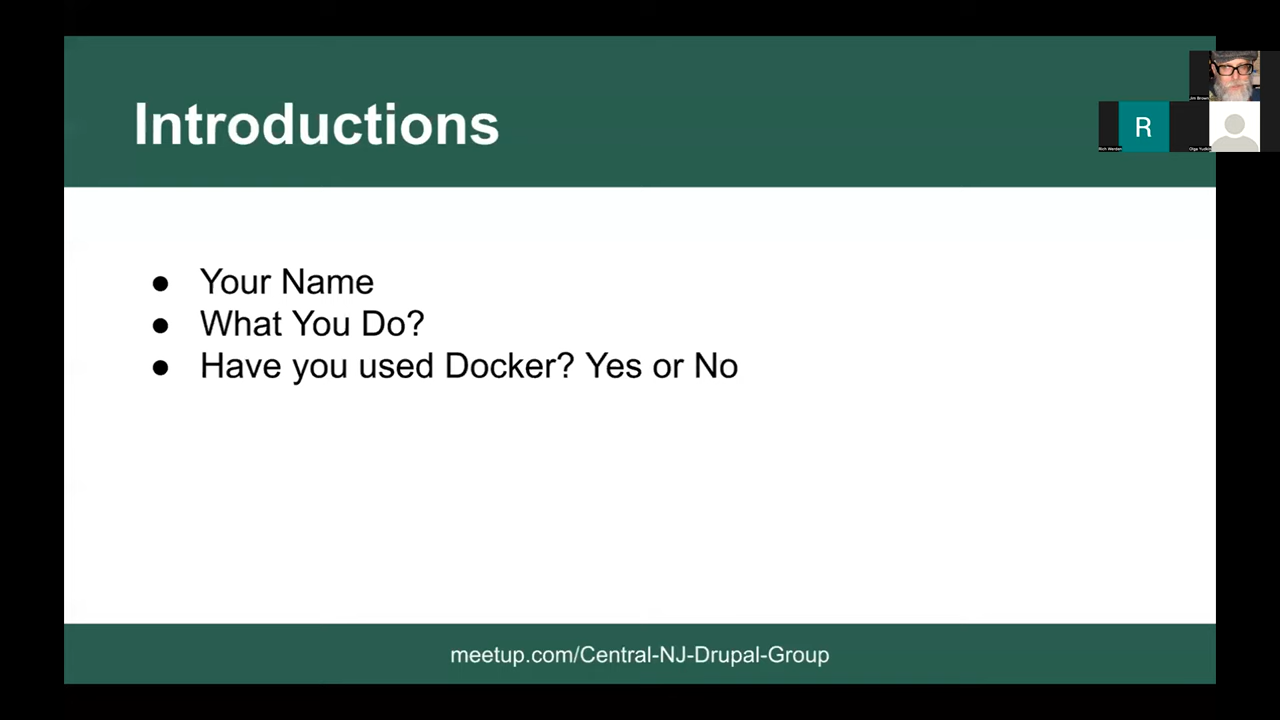 Introductions
R
Your Name
What You Do?
Have you used Docker? Yes or No
meetup.com/Central-NJ-Drupal-Group